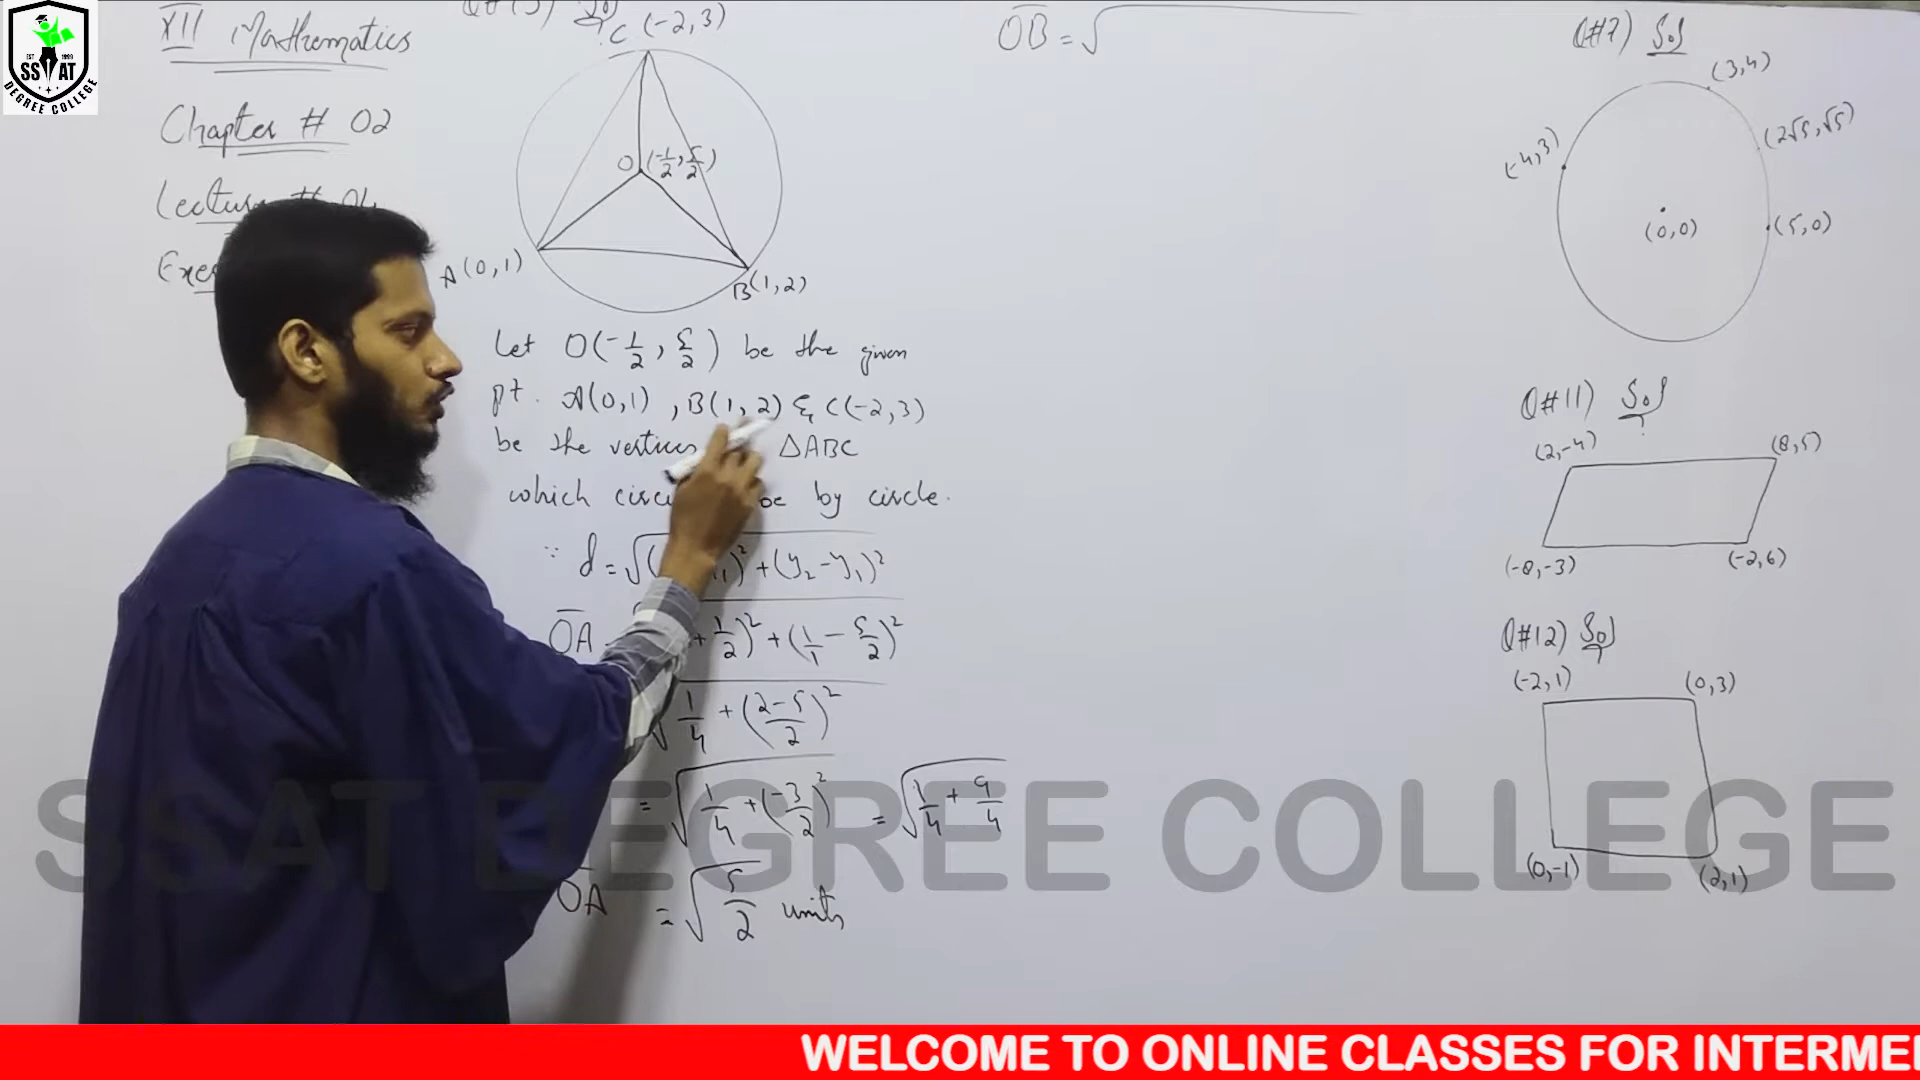 SSAT
EST 1999
DEGREE COLLEGE
XII Mathematics
Chapter # 02
Lecture #
C(-2,3)
O(-1/2, 5/2)
A(0,1)
B(1,2)
Let O(-1/2, 5/2) be the given
pt. A(0,1), B(1,2) & C(-2,3)
be the vertices ΔABC
which by circle.
∵ d = √( )² + (y₂-y₁)²
OA = + 1/2)² + (1/1 - 5/2)²
√1/4 + (2-5/2)²
= √1/4 + (-3/2)² = √1/4 + 9/4
OA = √5/2 units
OB = √
Q#7) Sol
(3,4)
(2√5, √5)
(-4,3)
(0,0)
(5,0)
Q#11) Sol
(2,-4)
(8,5)
(-8,-3)
(-2,6)
Q#12) Sol
(-2,1)
(0,3)
(0,-1)
(2,1)
SSAT DEGREE COLLEGE
WELCOME TO ONLINE CLASSES FOR INTERME